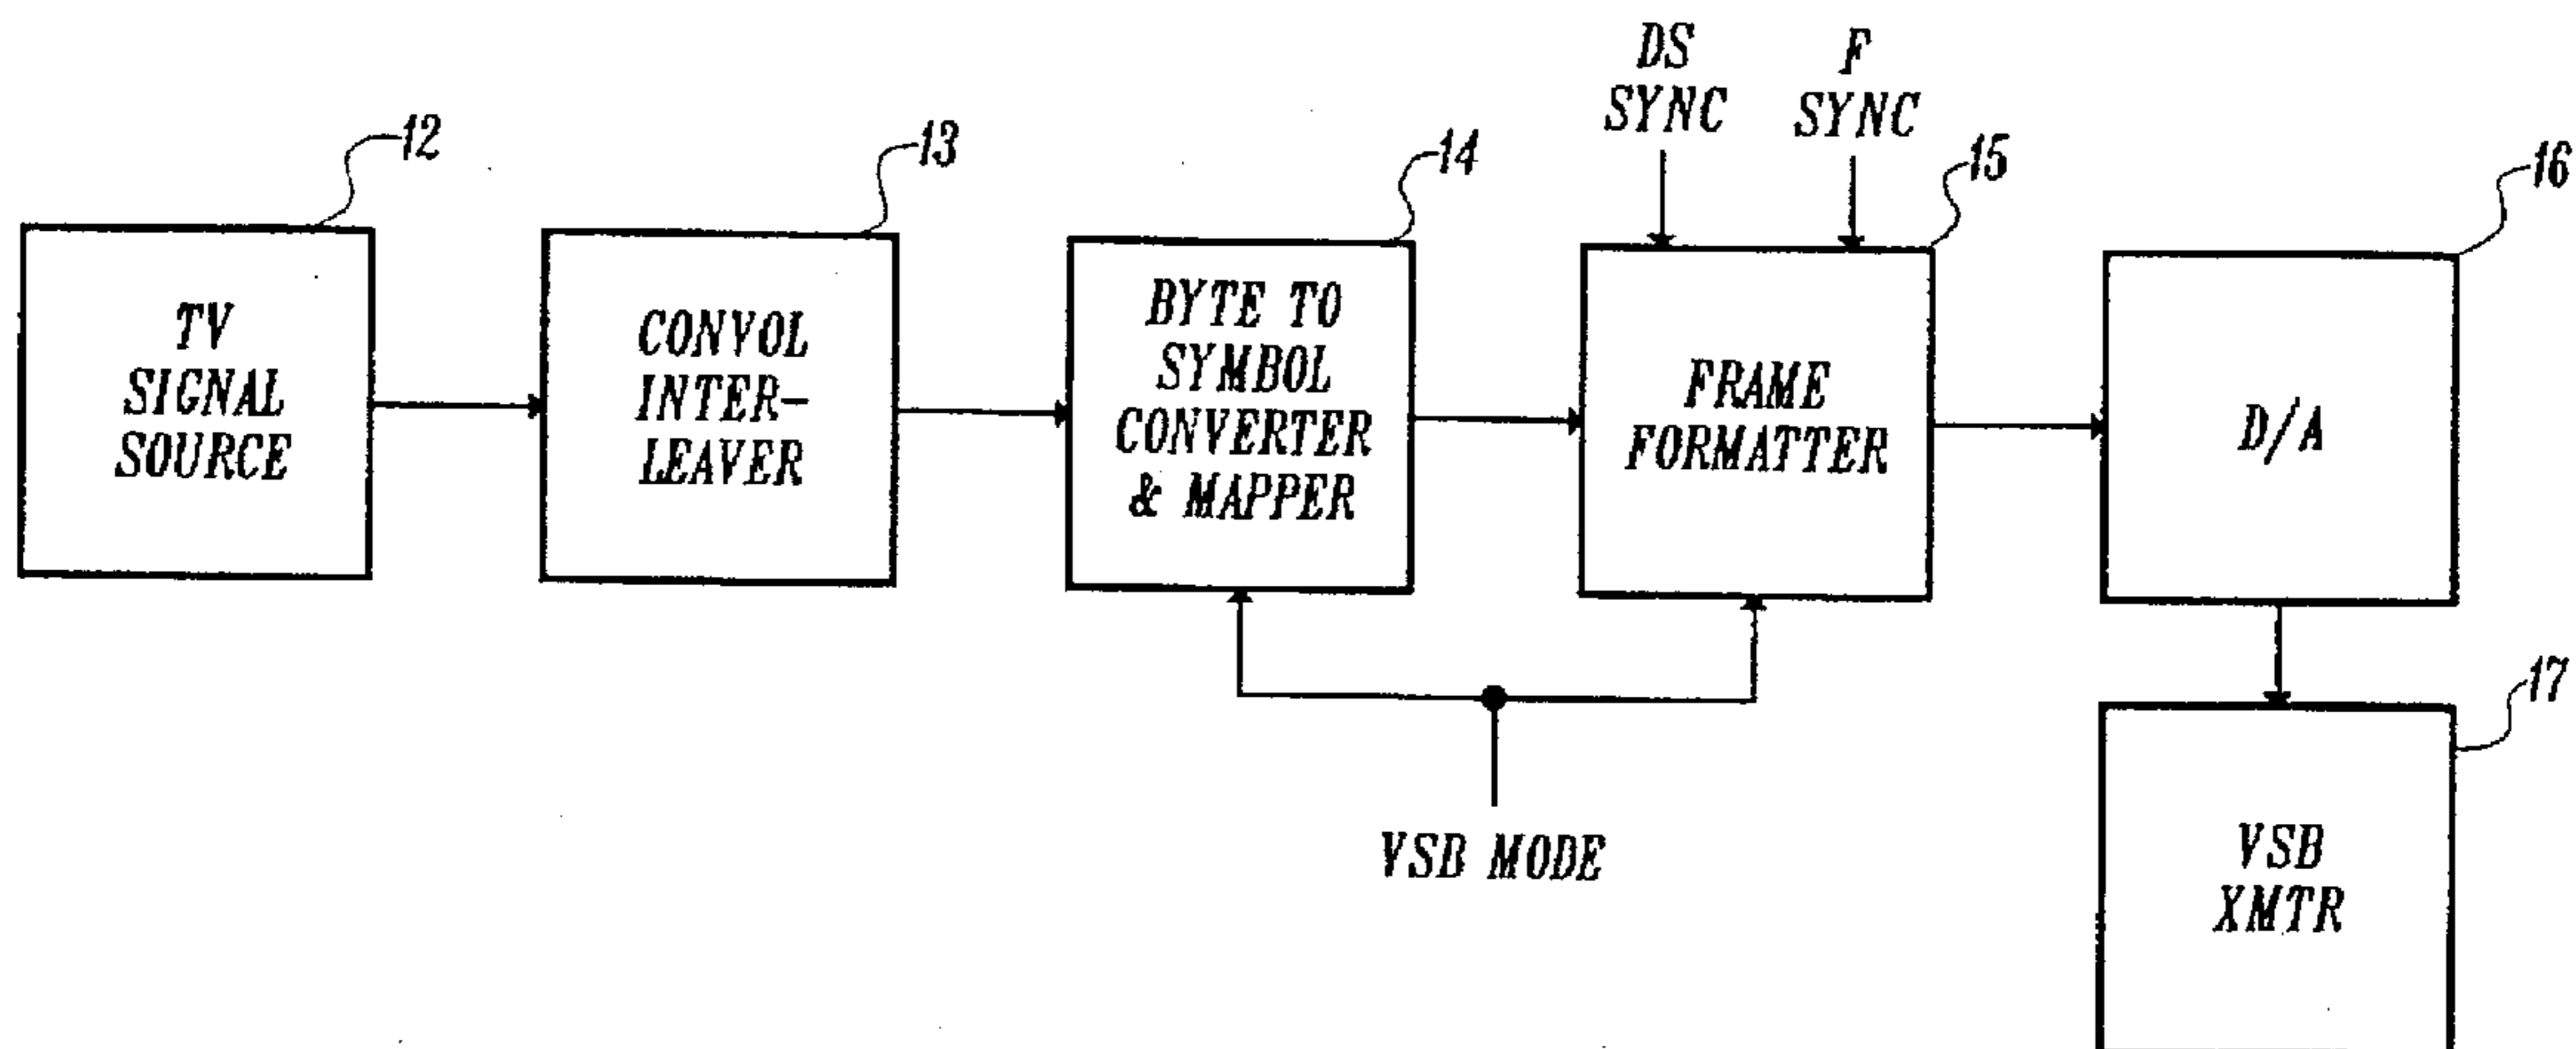 DS
SYNC
F
SYNC
12
13
14
15
16
TV
SIGNAL
SOURCE
CONVOL
INTER-
LEAVER
BYTE TO
SYMBOL
CONVERTER
& MAPPER
FRAME
FORMATTER
D/A
17
VSB MODE
VSB
XMTR